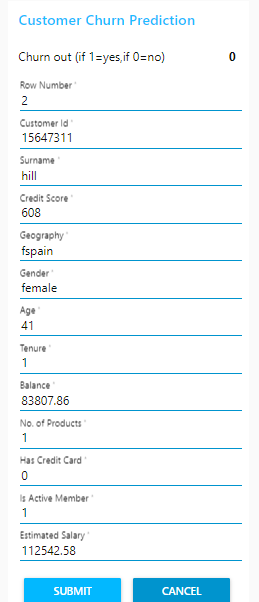 Customer Churn Prediction
Churn out (if 1=yes,if 0=no) 0
Row Number *
2
Customer Id *
15647311
Surname *
hill
Credit Score *
608
Geography *
fspain
Gender *
female
Age *
41
Tenure *
1
Balance *
83807.86
No. of Products *
1
Has Credit Card *
0
Is Active Member *
1
Estimated Salary *
112542.58
SUBMIT CANCEL